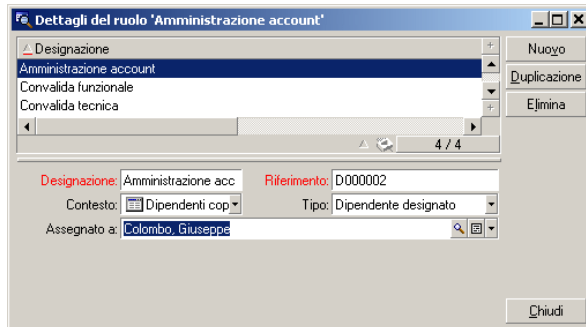 Dettagli del ruolo 'Amministrazione account'
Designazione
Amministrazione account
Convalida funzionale
Convalida tecnica
4 / 4
Designazione: Amministrazione acc Riferimento: D000002
Contesto: Dipendenti cop Tipo: Dipendente designato
Assegnato a: Colombo, Giuseppe
Nuovo
Duplicazione
Elimina
Chiudi